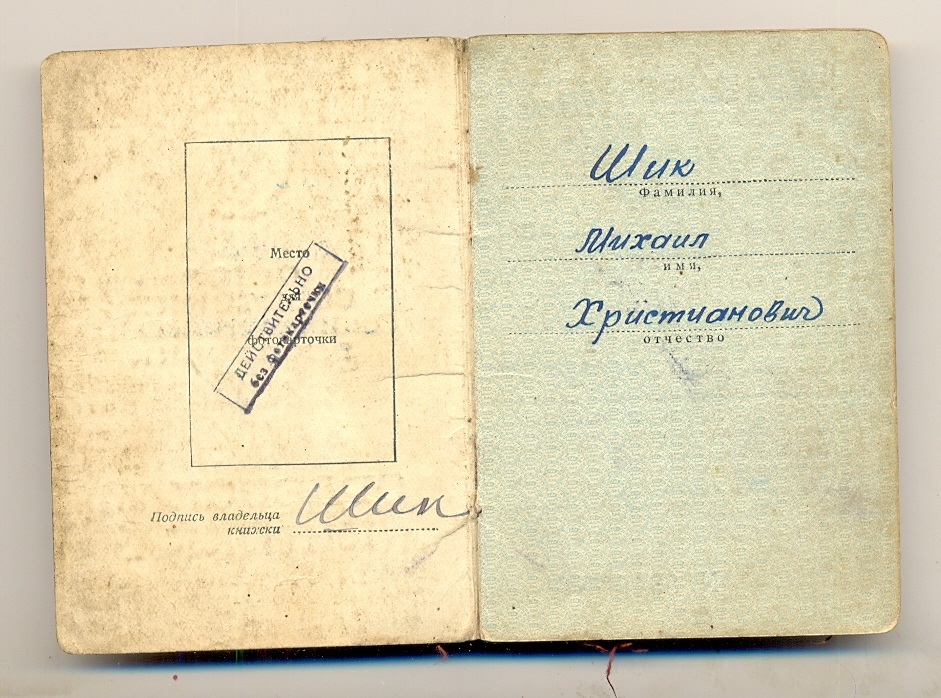 Место
для
фотокарточки
ДЕЙСТВИТЕЛЬНО
без фотокарточки
Подпись владельца
книжки
Шик
Шик
Фамилия,
Михаил
имя,
Христианович
отчество